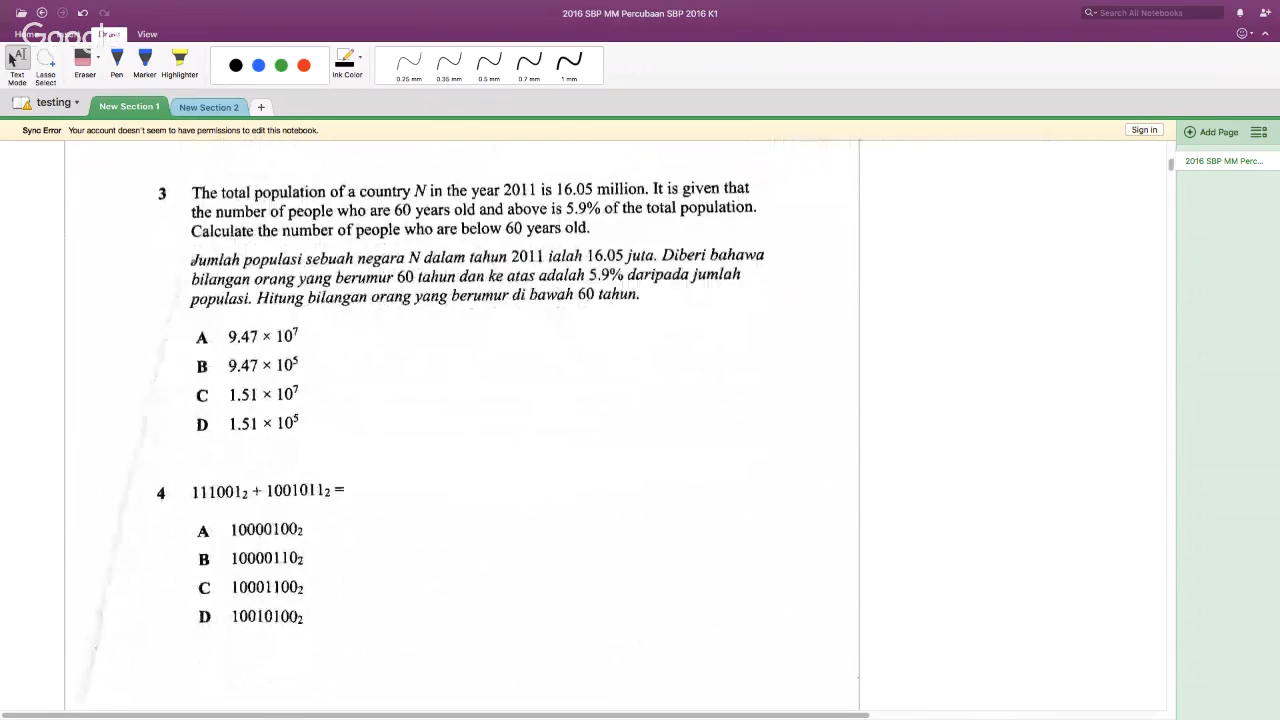 2016 SBP MM Percubaan SBP 2016 K1
Search All Notebooks
Google
Home Insert Draw View
Text Mode
Lasso Select
Eraser
Pen
Marker
Highlighter
Ink Color
0.25 mm
0.35 mm
0.5 mm
0.7 mm
1 mm
testing
New Section 1
New Section 2
+
Sync Error Your account doesn't seem to have permissions to edit this notebook.
Sign in
Add Page
2016 SBP MM Perc...
3 The total population of a country N in the year 2011 is 16.05 million. It is given that
the number of people who are 60 years old and above is 5.9% of the total population.
Calculate the number of people who are below 60 years old.
Jumlah populasi sebuah negara N dalam tahun 2011 ialah 16.05 juta. Diberi bahawa
bilangan orang yang berumur 60 tahun dan ke atas adalah 5.9% daripada jumlah
populasi. Hitung bilangan orang yang berumur di bawah 60 tahun.
A 9.47 × 10⁷
B 9.47 × 10⁵
C 1.51 × 10⁷
D 1.51 × 10⁵
4 111001₂ + 1001011₂ =
A 10000100₂
B 10000110₂
C 10001100₂
D 10010100₂